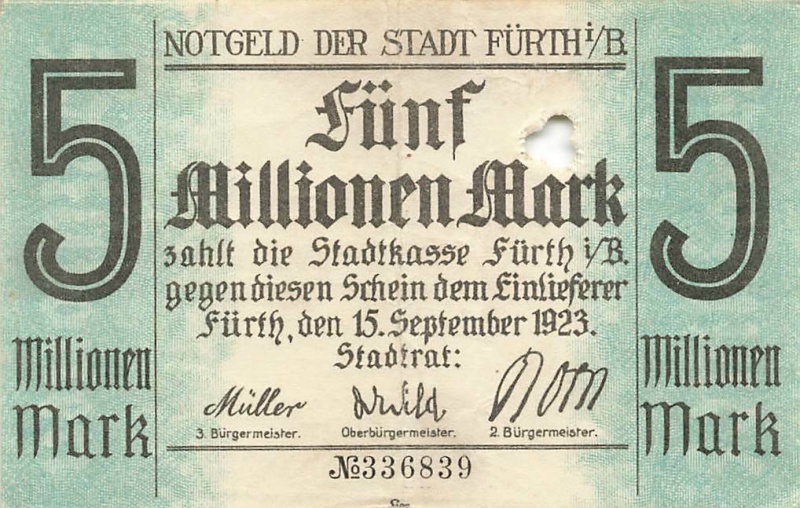 NOTGELD DER STADT FÜRTH i/B.
5
Fünf
Millionen Mark
5
zahlt die Stadtkasse Fürth i/B.
gegen diesen Schein dem Einlieferer
Fürth, den 15. September 1923.
Stadtrat:
Millionen
Mark
Millionen
Mark
Müller
3. Bürgermeister.
Oberbürgermeister.
2. Bürgermeister.
№336839